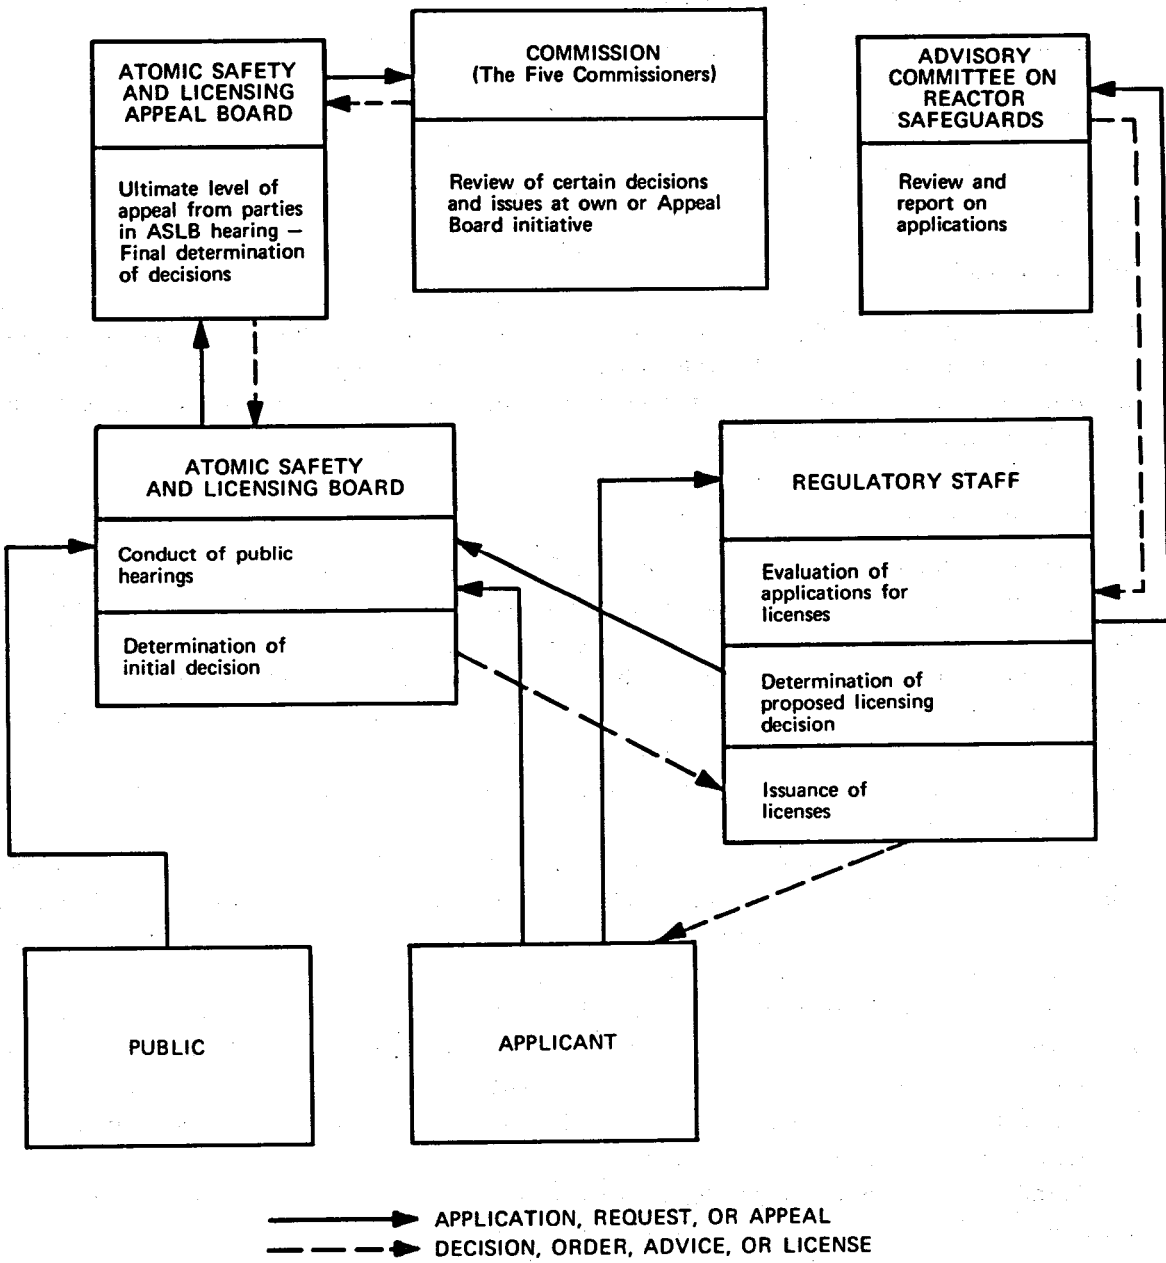 ATOMIC SAFETY
AND LICENSING
APPEAL BOARD
Ultimate level of
appeal from parties
in ASLB hearing —
Final determination
of decisions
COMMISSION
(The Five Commissioners)
Review of certain decisions
and issues at own or Appeal
Board initiative
ADVISORY
COMMITTEE ON
REACTOR
SAFEGUARDS
Review and
report on
applications
ATOMIC SAFETY
AND LICENSING BOARD
Conduct of public
hearings
Determination of
initial decision
REGULATORY STAFF
Evaluation of
applications for
licenses
Determination of
proposed licensing
decision
Issuance of
licenses
PUBLIC
APPLICANT
APPLICATION, REQUEST, OR APPEAL
DECISION, ORDER, ADVICE, OR LICENSE